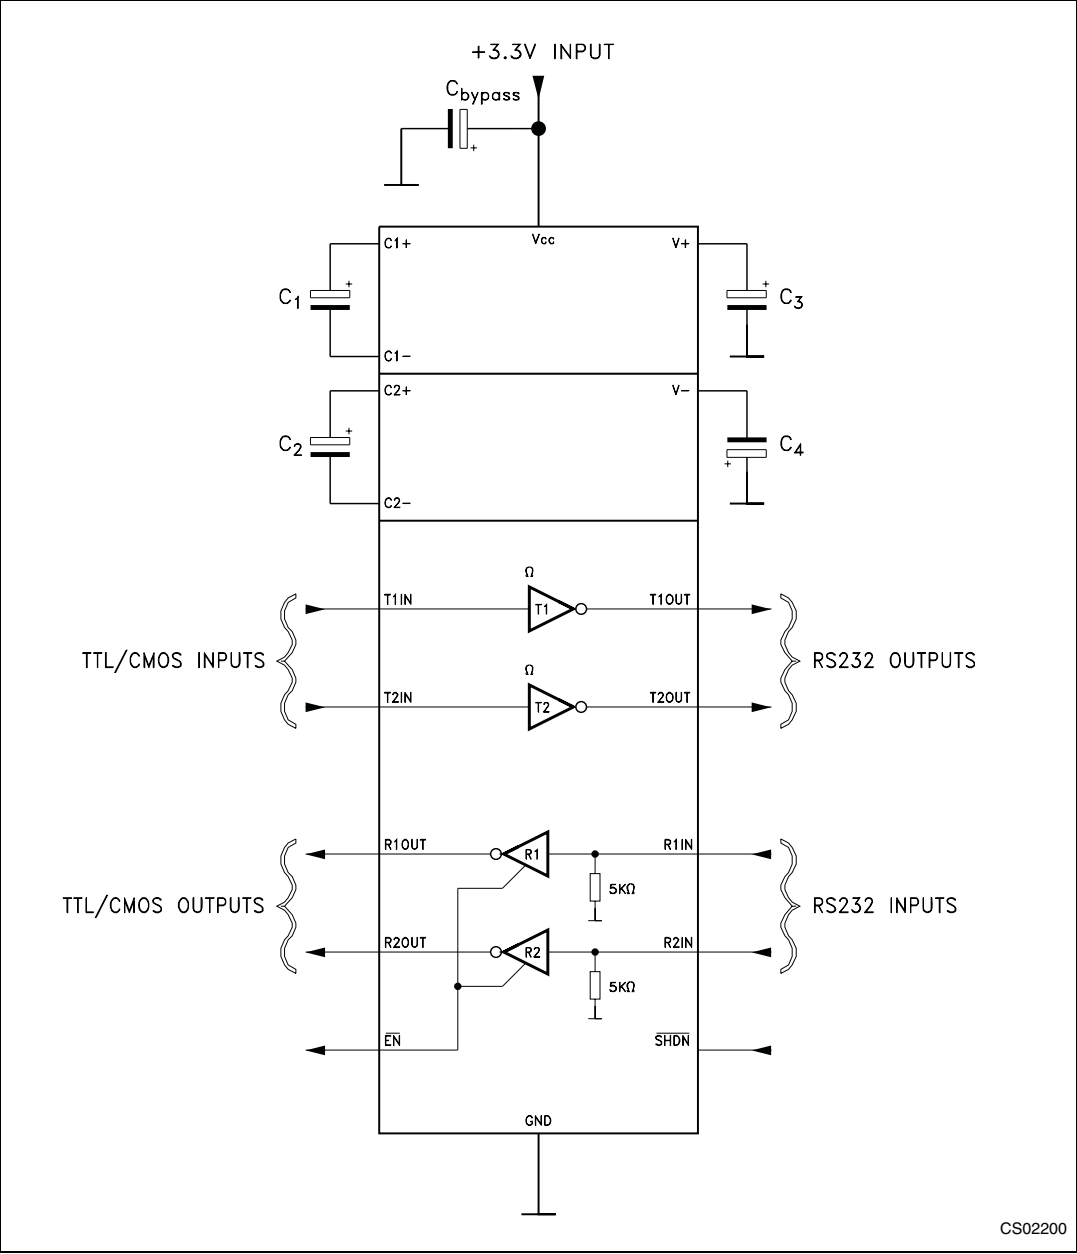 +3.3V INPUT
Cbypass
+
Vcc
C1+
V+
+
+
C1
C3
C1-
C2+
V-
+
C2
C4
+
C2-
Ω
T1IN
T1
T1OUT
TTL/CMOS INPUTS
RS232 OUTPUTS
Ω
T2IN
T2
T2OUT
R1OUT
R1
R1IN
5KΩ
TTL/CMOS OUTPUTS
RS232 INPUTS
R2OUT
R2
R2IN
5KΩ
EN
SHDN
GND
CS02200